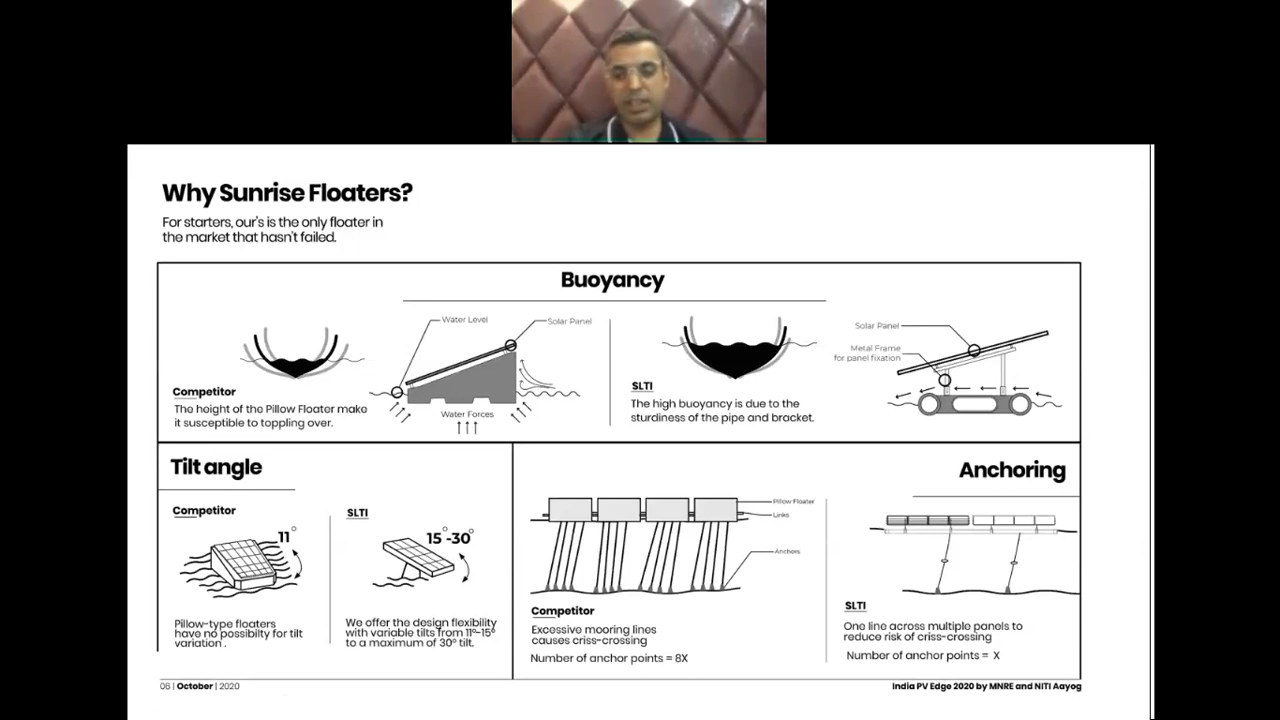 Why Sunrise Floaters?
For starters, our's is the only floater in
the market that hasn't failed.
Buoyancy
Water Level
Solar Panel
Competitor
The height of the Pillow Floater make
it susceptible to toppling over.
Water Forces
SLTI
The high buoyancy is due to the
sturdiness of the pipe and bracket.
Solar Panel
Metal Frame
for panel fixation
Tilt angle
Competitor
11°
Pillow-type floaters
have no possibilty for tilt
variation .
SLTI
15°-30°
We offer the design flexibility
with variable tilts from 11°-15°
to a maximum of 30° tilt.
Anchoring
Pillow Floater
Links
Anchors
Competitor
Excessive mooring lines
causes criss-crossing
Number of anchor points = 8X
SLTI
One line across multiple panels to
reduce risk of criss-crossing
Number of anchor points = X
06 | October | 2020
India PV Edge 2020 by MNRE and NITI Aayog